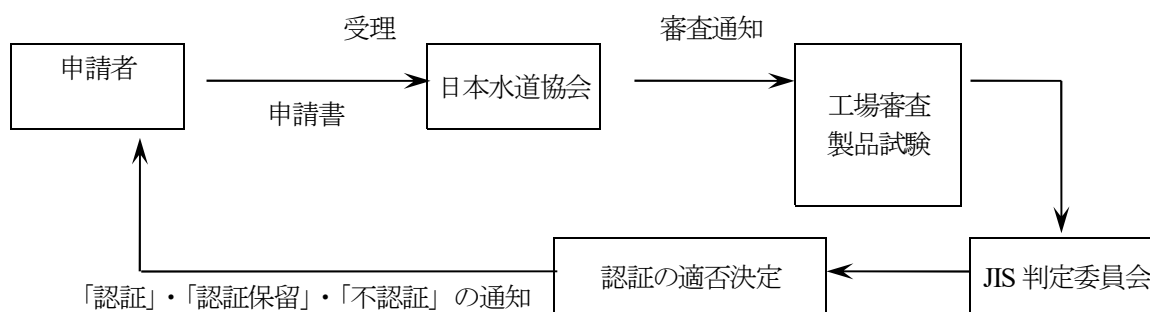 受理
審査通知
申請者
日本水道協会
申請書
工場審査
製品試験
認証の適否決定
JIS 判定委員会
「認証」・「認証保留」・「不認証」の通知